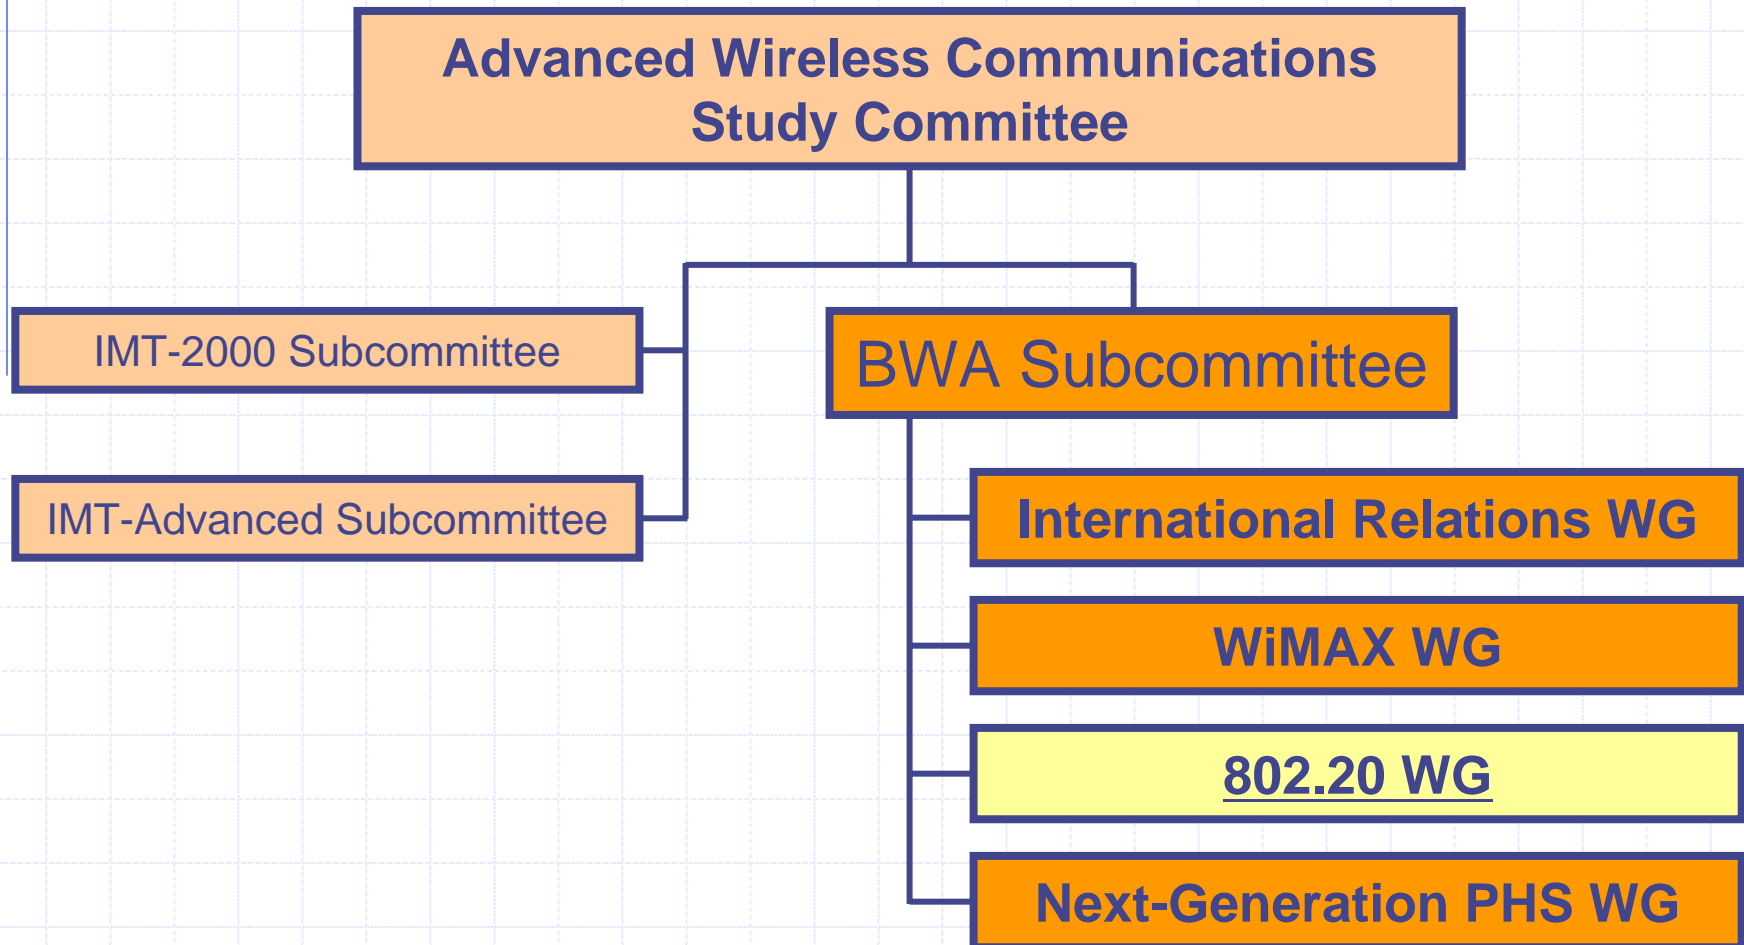 Advanced Wireless Communications
Study Committee
IMT-2000 Subcommittee
BWA Subcommittee
IMT-Advanced Subcommittee
International Relations WG
WiMAX WG
802.20 WG
Next-Generation PHS WG